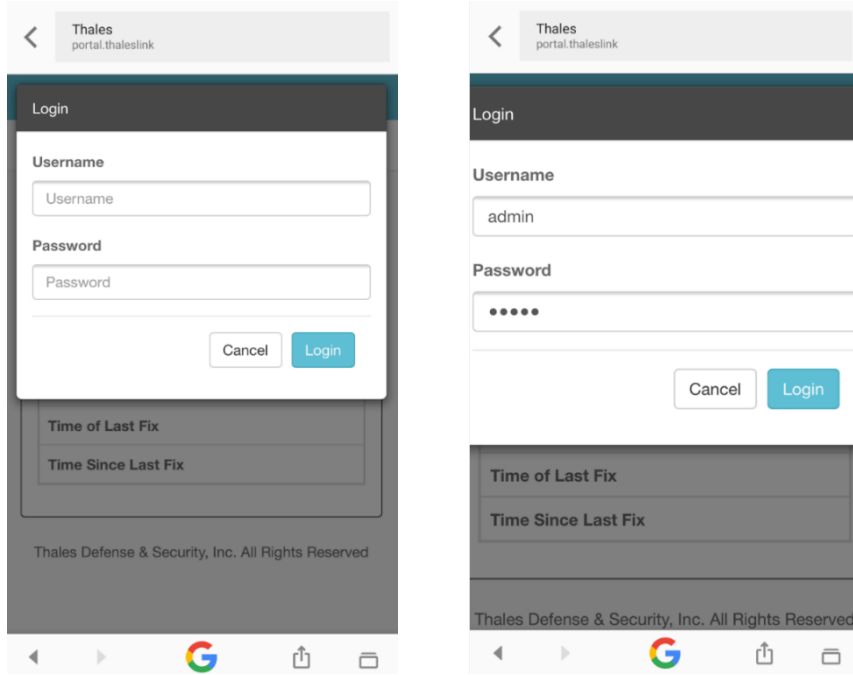 Thales
portal.thaleslink
Login
Username
Username
Password
Password
Cancel
Login
Time of Last Fix
Time Since Last Fix
Thales Defense & Security, Inc. All Rights Reserved
Thales
portal.thaleslink
Login
Username
admin
Password
•••••
Cancel
Login
Time of Last Fix
Time Since Last Fix
Thales Defense & Security, Inc. All Rights Reserved